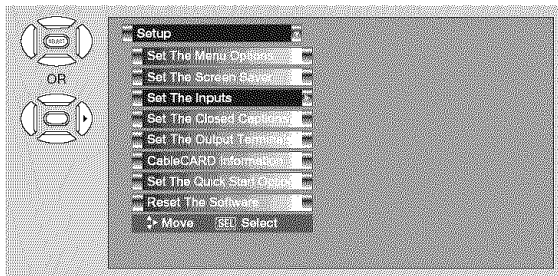 SELECT
OR
Setup
Set The Menu Options
Set The Screen Saver
Set The Inputs
Set The Closed Captions
Set The Output Terminals
CableCARD Information
Set The Quick Start Option
Reset The Software
Move SEL Select